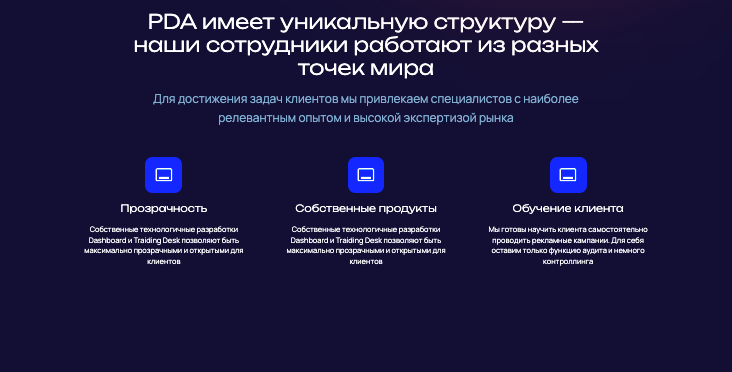 PDA имеет уникальную структуру —
наши сотрудники работают из разных
точек мира
Для достижения задач клиентов мы привлекаем специалистов с наиболее
релевантным опытом и высокой экспертизой рынка
Прозрачность
Собственные технологичные разработки
Dashboard и Traiding Desk позволяют быть
максимально прозрачными и открытыми для
клиентов
Собственные продукты
Собственные технологичные разработки
Dashboard и Traiding Desk позволяют быть
максимально прозрачными и открытыми для
клиентов
Обучение клиента
Мы готовы научить клиента самостоятельно
проводить рекламные кампании. Для себя
оставим только функцию аудита и немного
контроллинга